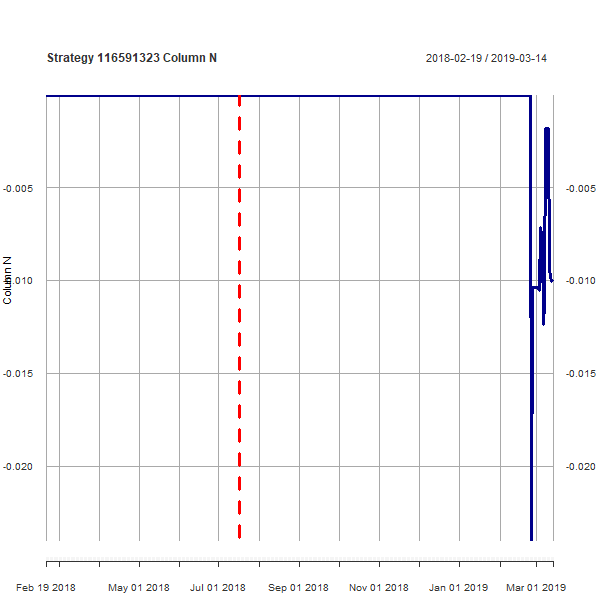 Strategy 116591323 Column N
2018-02-19 / 2019-03-14
-0.005
-0.005
Column N
-0.010
-0.010
-0.015
-0.015
-0.020
-0.020
Feb 19 2018
May 01 2018
Jul 01 2018
Sep 01 2018
Nov 01 2018
Jan 01 2019
Mar 01 2019